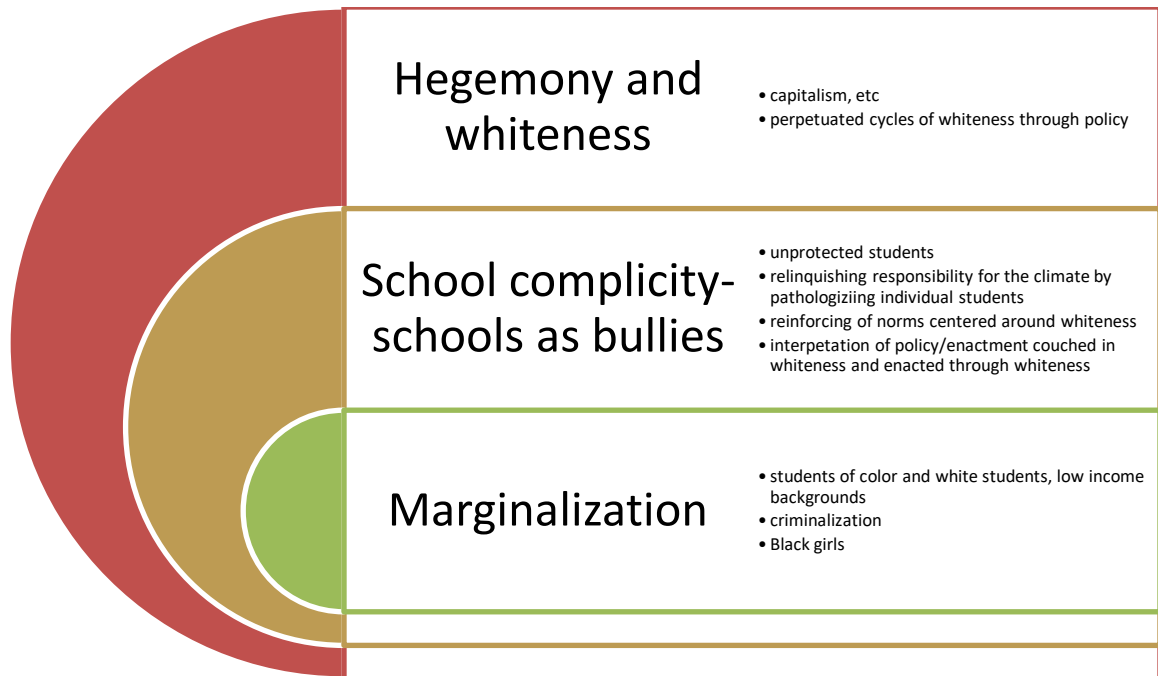 Hegemony and
whiteness
• capitalism, etc
• perpetuated cycles of whiteness through policy
School complicity-
schools as bullies
• unprotected students
• relinquishing responsibility for the climate by
pathologiziing individual students
• reinforcing of norms centered around whiteness
• interpetation of policy/enactment couched in
whiteness and enacted through whiteness
Marginalization
• students of color and white students, low income
backgrounds
• criminalization
• Black girls